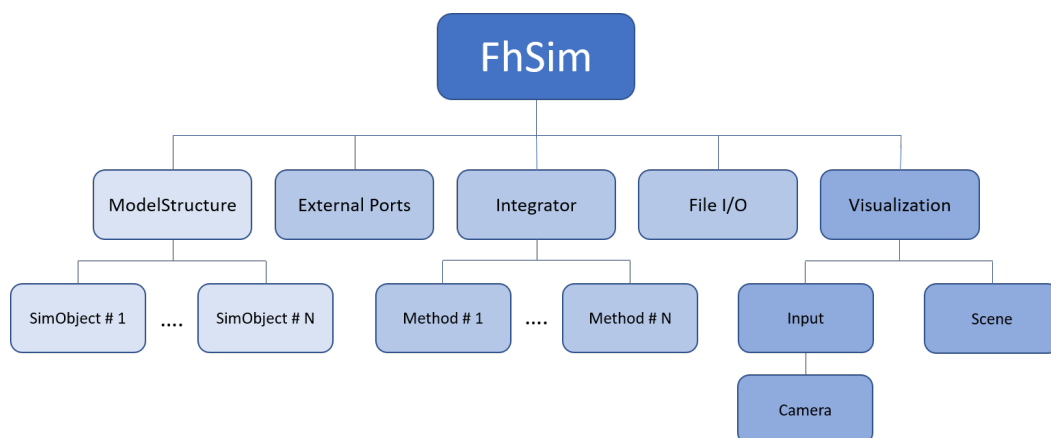 FhSim
ModelStructure
External Ports
Integrator
File I/O
Visualization
SimObject # 1
....
SimObject # N
Method # 1
....
Method # N
Input
Scene
Camera